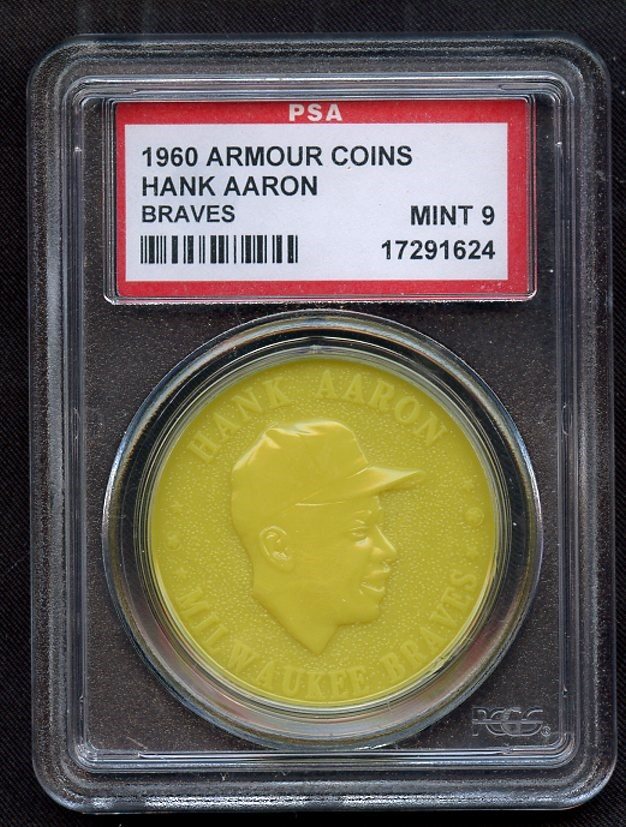 PSA
1960 ARMOUR COINS
HANK AARON
BRAVES MINT 9
17291624
HANK AARON
MILWAUKEE BRAVES
PCGS®